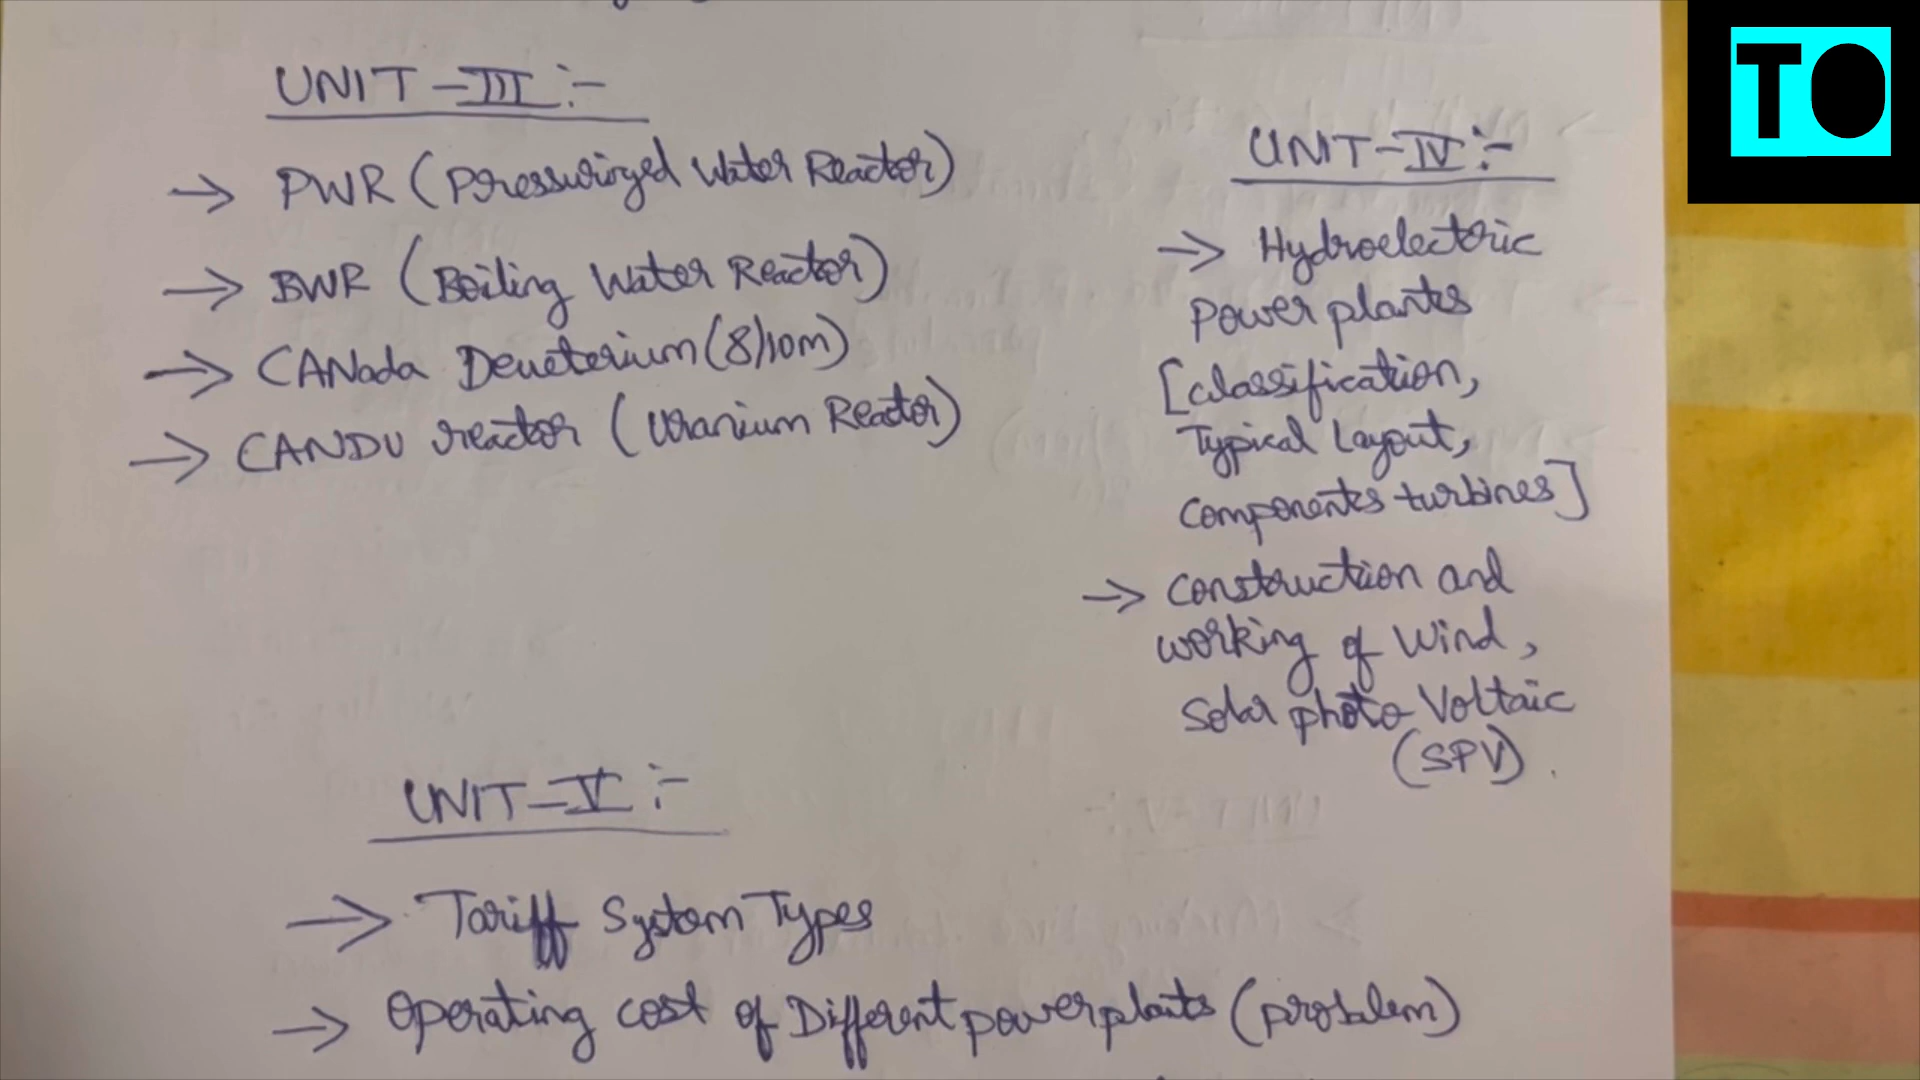 UNIT-III :-
→ PWR (Pressurized Water Reactor)
→ BWR (Boiling Water Reactor)
→ CANada Deuterium (8/10m)
→ CANDU reactor (Uranium Reactor)
UNIT-IV :-
→ Hydroelectric
Power plants
[classification,
Typical Layout,
components turbines]
→ construction and
working of wind,
Solar photo Voltaic
(SPV).
UNIT-V :-
→ Tariff System Types
→ Operating cost of Different power plants (problem)
TO